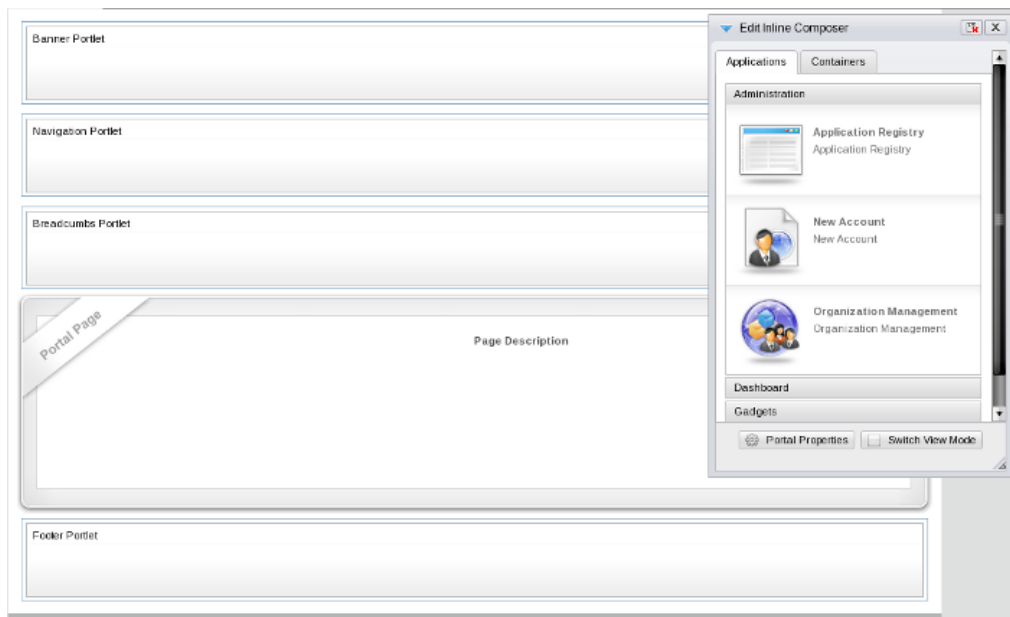 Banner Portlet
Navigation Portlet
Breadcumbs Portlet
Portal Page
Page Description
Footer Portlet
Edit Inline Composer
Applications
Containers
Administration
Application Registry
Application Registry
New Account
New Account
Organization Management
Organization Management
Dashboard
Gadgets
Portal Properties
Switch View Mode